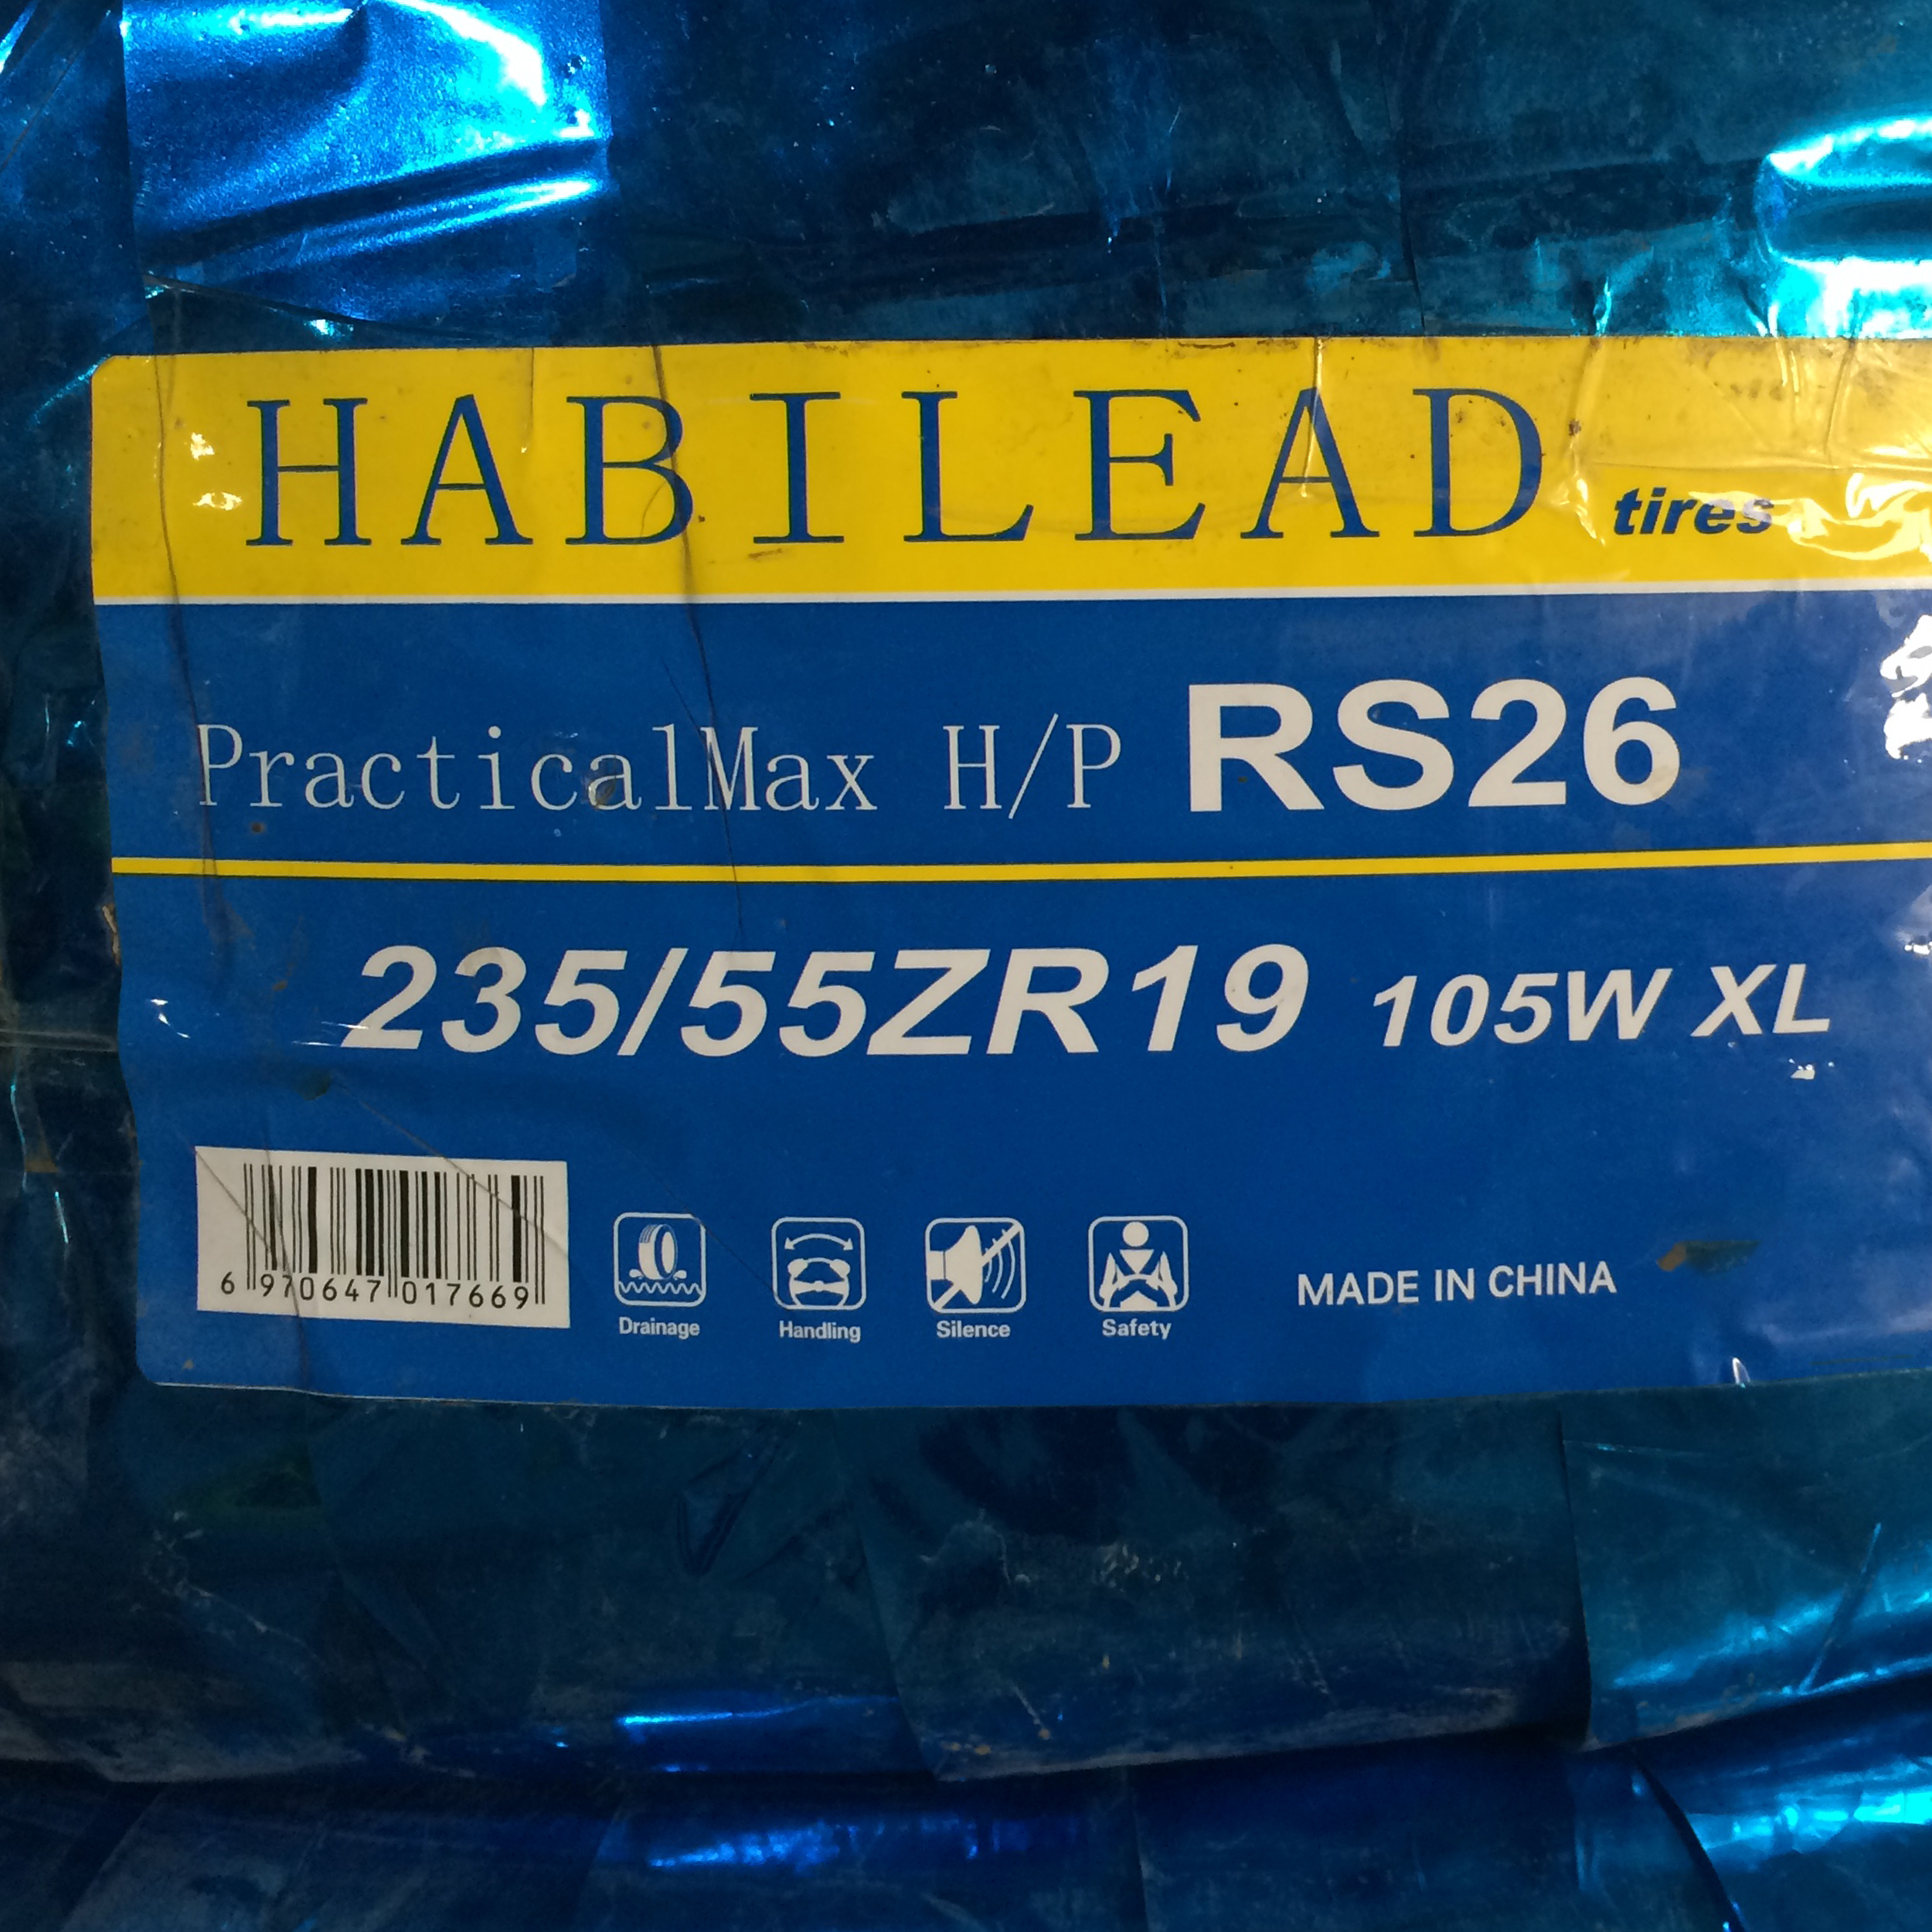 HABILEAD tires
PracticalMax H/P RS26
235/55ZR19 105W XL
6 970647 017669
Drainage Handling Silence Safety
MADE IN CHINA